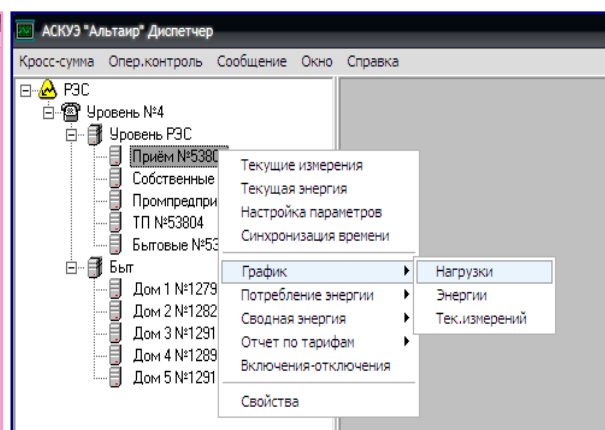 АСКУЭ "Альтаир" Диспетчер
Кросс-сумма Опер.контроль Сообщение Окно Справка
РЭС
Уровень №4
Уровень РЭС
Приём №5380
Собственные
Промпредпри
ТП №53804
Бытовые №53
Быт
Дом 1 №1279
Дом 2 №1282
Дом 3 №1291
Дом 4 №1289
Дом 5 №1291
Текущие измерения
Текущая энергия
Настройка параметров
Синхронизация времени
График
Потребление энергии
Сводная энергия
Отчет по тарифам
Включения-отключения
Свойства
Нагрузки
Энергии
Тек.измерений